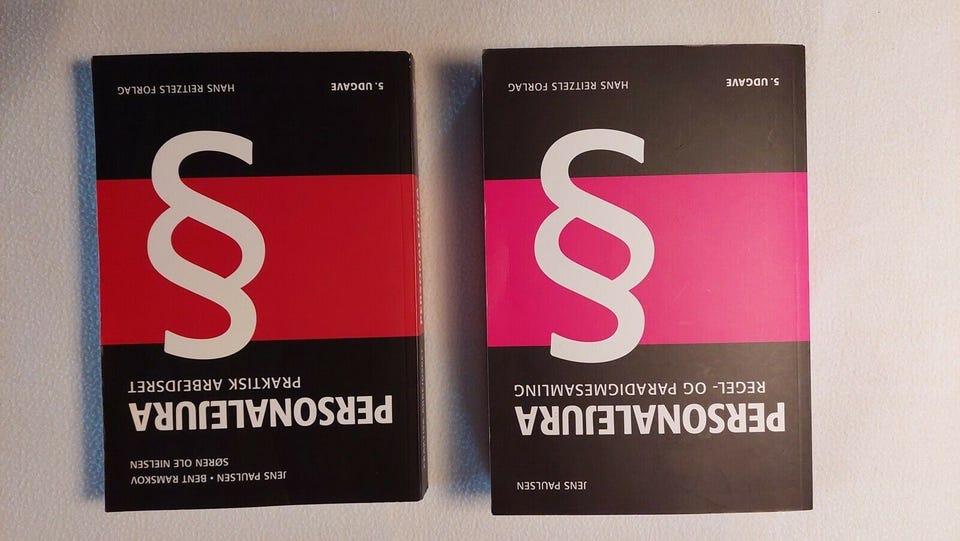 JENS PAULSEN • BENT RAMSKOV
SØREN OLE NIELSEN
PERSONALEJURA
PRAKTISK ARBEJDSRET
§
5. UDGAVE
HANS REITZELS FORLAG
JENS PAULSEN
PERSONALEJURA
REGEL- OG PARADIGMESAMLING
§
5. UDGAVE
HANS REITZELS FORLAG